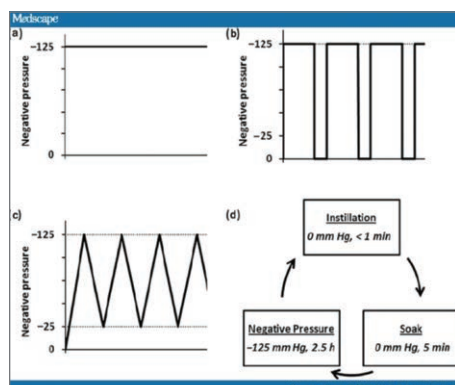 Medscape
a)
−125
Negative pressure
0
(b)
−125
Negative pressure
−25
0
c)
−125
Negative pressure
−25
0
(d)
Instillation
0 mm Hg, < 1 min
Negative Pressure
−125 mm Hg, 2.5 h
Soak
0 mm Hg, 5 min